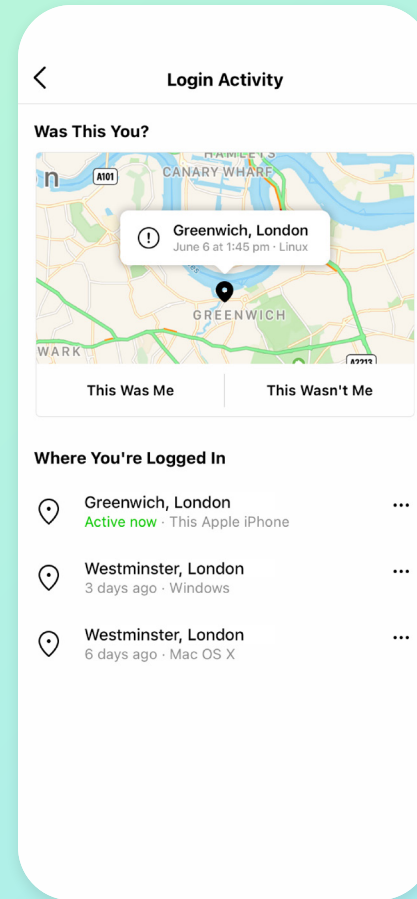 Login Activity
Was This You?
HAMLETS
n
A101
CANARY WHARF
Greenwich, London
June 6 at 1:45 pm · Linux
GREENWICH
WARK
A2213
This Was Me
This Wasn't Me
Where You're Logged In
Greenwich, London
Active now · This Apple iPhone
Westminster, London
3 days ago · Windows
Westminster, London
6 days ago · Mac OS X